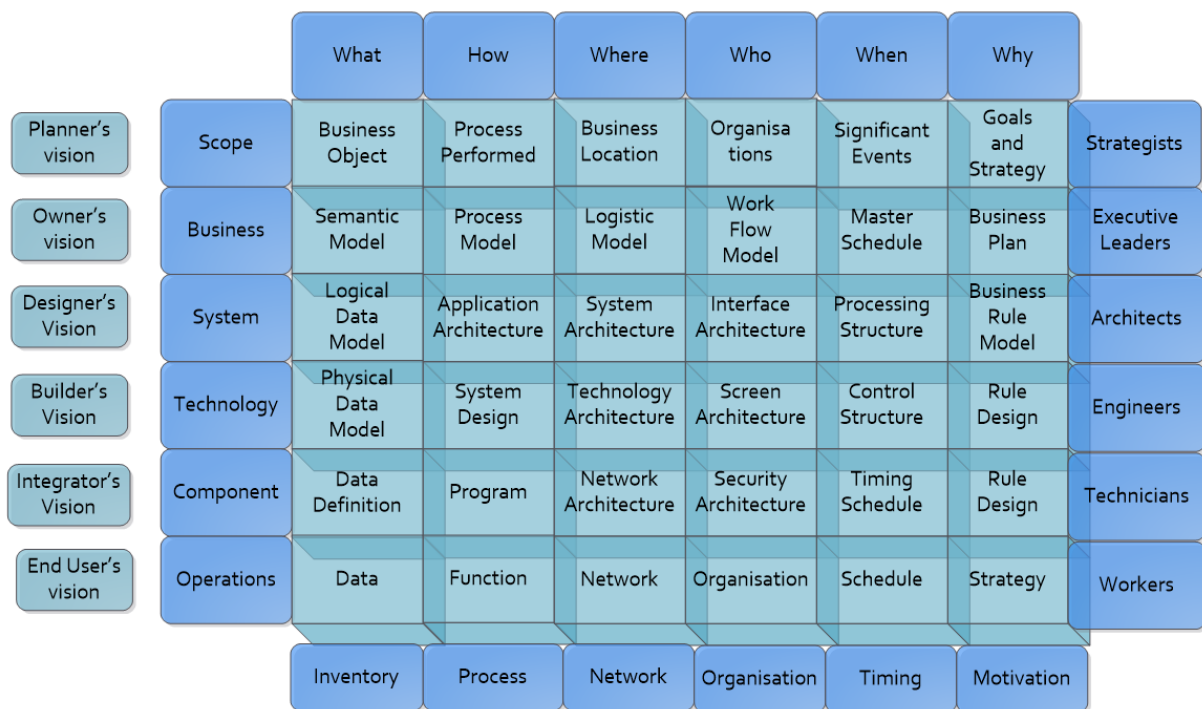 What
How
Where
Who
When
Why
Planner's
vision
Scope
Business
Object
Process
Performed
Business
Location
Organisa
tions
Significant
Events
Goals
and
Strategy
Strategists
Owner's
vision
Business
Semantic
Model
Process
Model
Logistic
Model
Work
Flow
Model
Master
Schedule
Business
Plan
Executive
Leaders
Designer's
Vision
System
Logical
Data
Model
Application
Architecture
System
Architecture
Interface
Architecture
Processing
Structure
Business
Rule
Model
Architects
Builder's
Vision
Technology
Physical
Data
Model
System
Design
Technology
Architecture
Screen
Architecture
Control
Structure
Rule
Design
Engineers
Integrator's
Vision
Component
Data
Definition
Program
Network
Architecture
Security
Architecture
Timing
Schedule
Rule
Design
Technicians
End User's
vision
Operations
Data
Function
Network
Organisation
Schedule
Strategy
Workers
Inventory
Process
Network
Organisation
Timing
Motivation